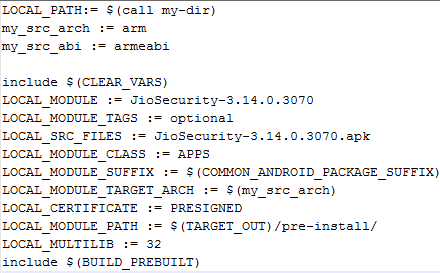 LOCAL_PATH:= $(call my-dir)
my_src_arch := arm
my_src_abi := armeabi

include $(CLEAR_VARS)
LOCAL_MODULE := JioSecurity-3.14.0.3070
LOCAL_MODULE_TAGS := optional
LOCAL_SRC_FILES := JioSecurity-3.14.0.3070.apk
LOCAL_MODULE_CLASS := APPS
LOCAL_MODULE_SUFFIX := $(COMMON_ANDROID_PACKAGE_SUFFIX)
LOCAL_MODULE_TARGET_ARCH := $(my_src_arch)
LOCAL_CERTIFICATE := PRESIGNED
LOCAL_MODULE_PATH := $(TARGET_OUT)/pre-install/
LOCAL_MULTILIB := 32
include $(BUILD_PREBUILT)